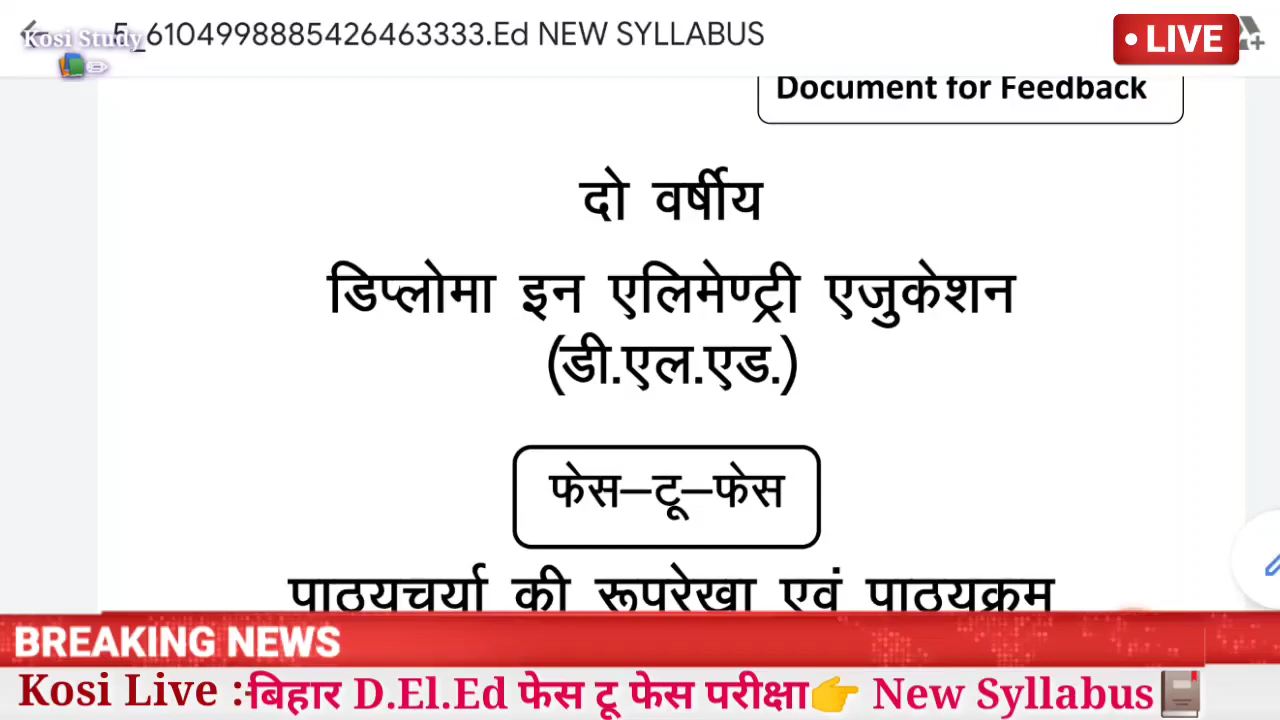 5_6104998885426463333.Ed NEW SYLLABUS
Kosi Study
LIVE
Document for Feedback
दो वर्षीय
डिप्लोमा इन एलिमेण्ट्री एजुकेशन
(डी.एल.एड.)
फेस–टू–फेस
पाठ्यचर्या की रूपरेखा एवं पाठ्यक्रम
BREAKING NEWS
Kosi Live :-बिहार D.El.Ed फेस टू फेस परीक्षा👉 New Syllabus📔